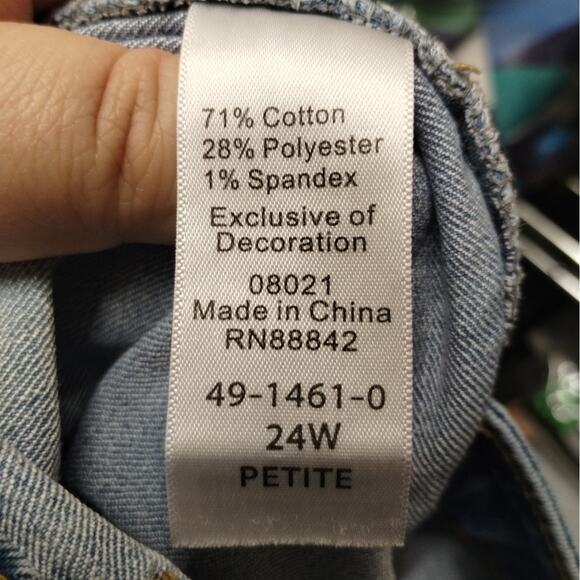 71% Cotton
28% Polyester
1% Spandex
Exclusive of
Decoration
08021
Made in China
RN88842
49-1461-0
24W
PETITE